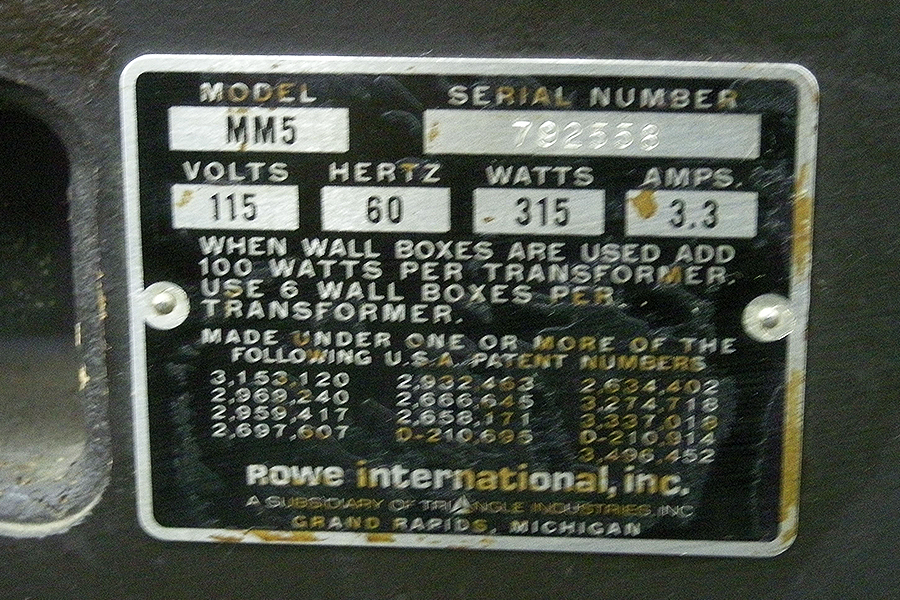 MODEL SERIAL NUMBER
MM5 792558
VOLTS HERTZ WATTS AMPS.
115 60 315 3.3
WHEN WALL BOXES ARE USED ADD
100 WATTS PER TRANSFORMER.
USE 6 WALL BOXES PER
TRANSFORMER.
MADE UNDER ONE OR MORE OF THE
FOLLOWING U.S.A. PATENT NUMBERS
3,153,120 2,932,463 2,634,402
2,969,240 2,666,645 3,274,718
2,959,417 2,658,171 3,337,018
2,697,607 D-210,695 D-210,914
3,496,452
Rowe international, inc.
A SUBSIDIARY OF TRIANGLE INDUSTRIES, INC
GRAND RAPIDS, MICHIGAN